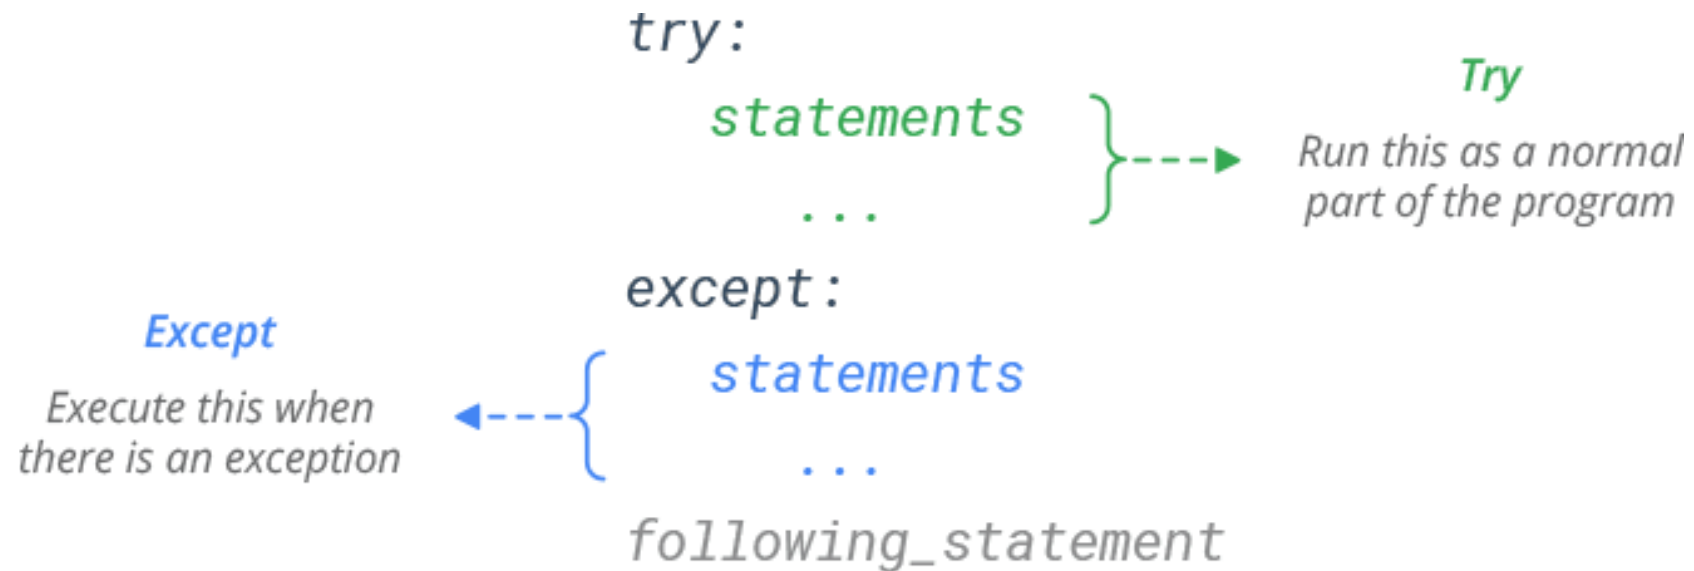 try:
Try
statements
Run this as a normal
part of the program
...
except:
Except
statements
Execute this when
there is an exception
...
following_statement